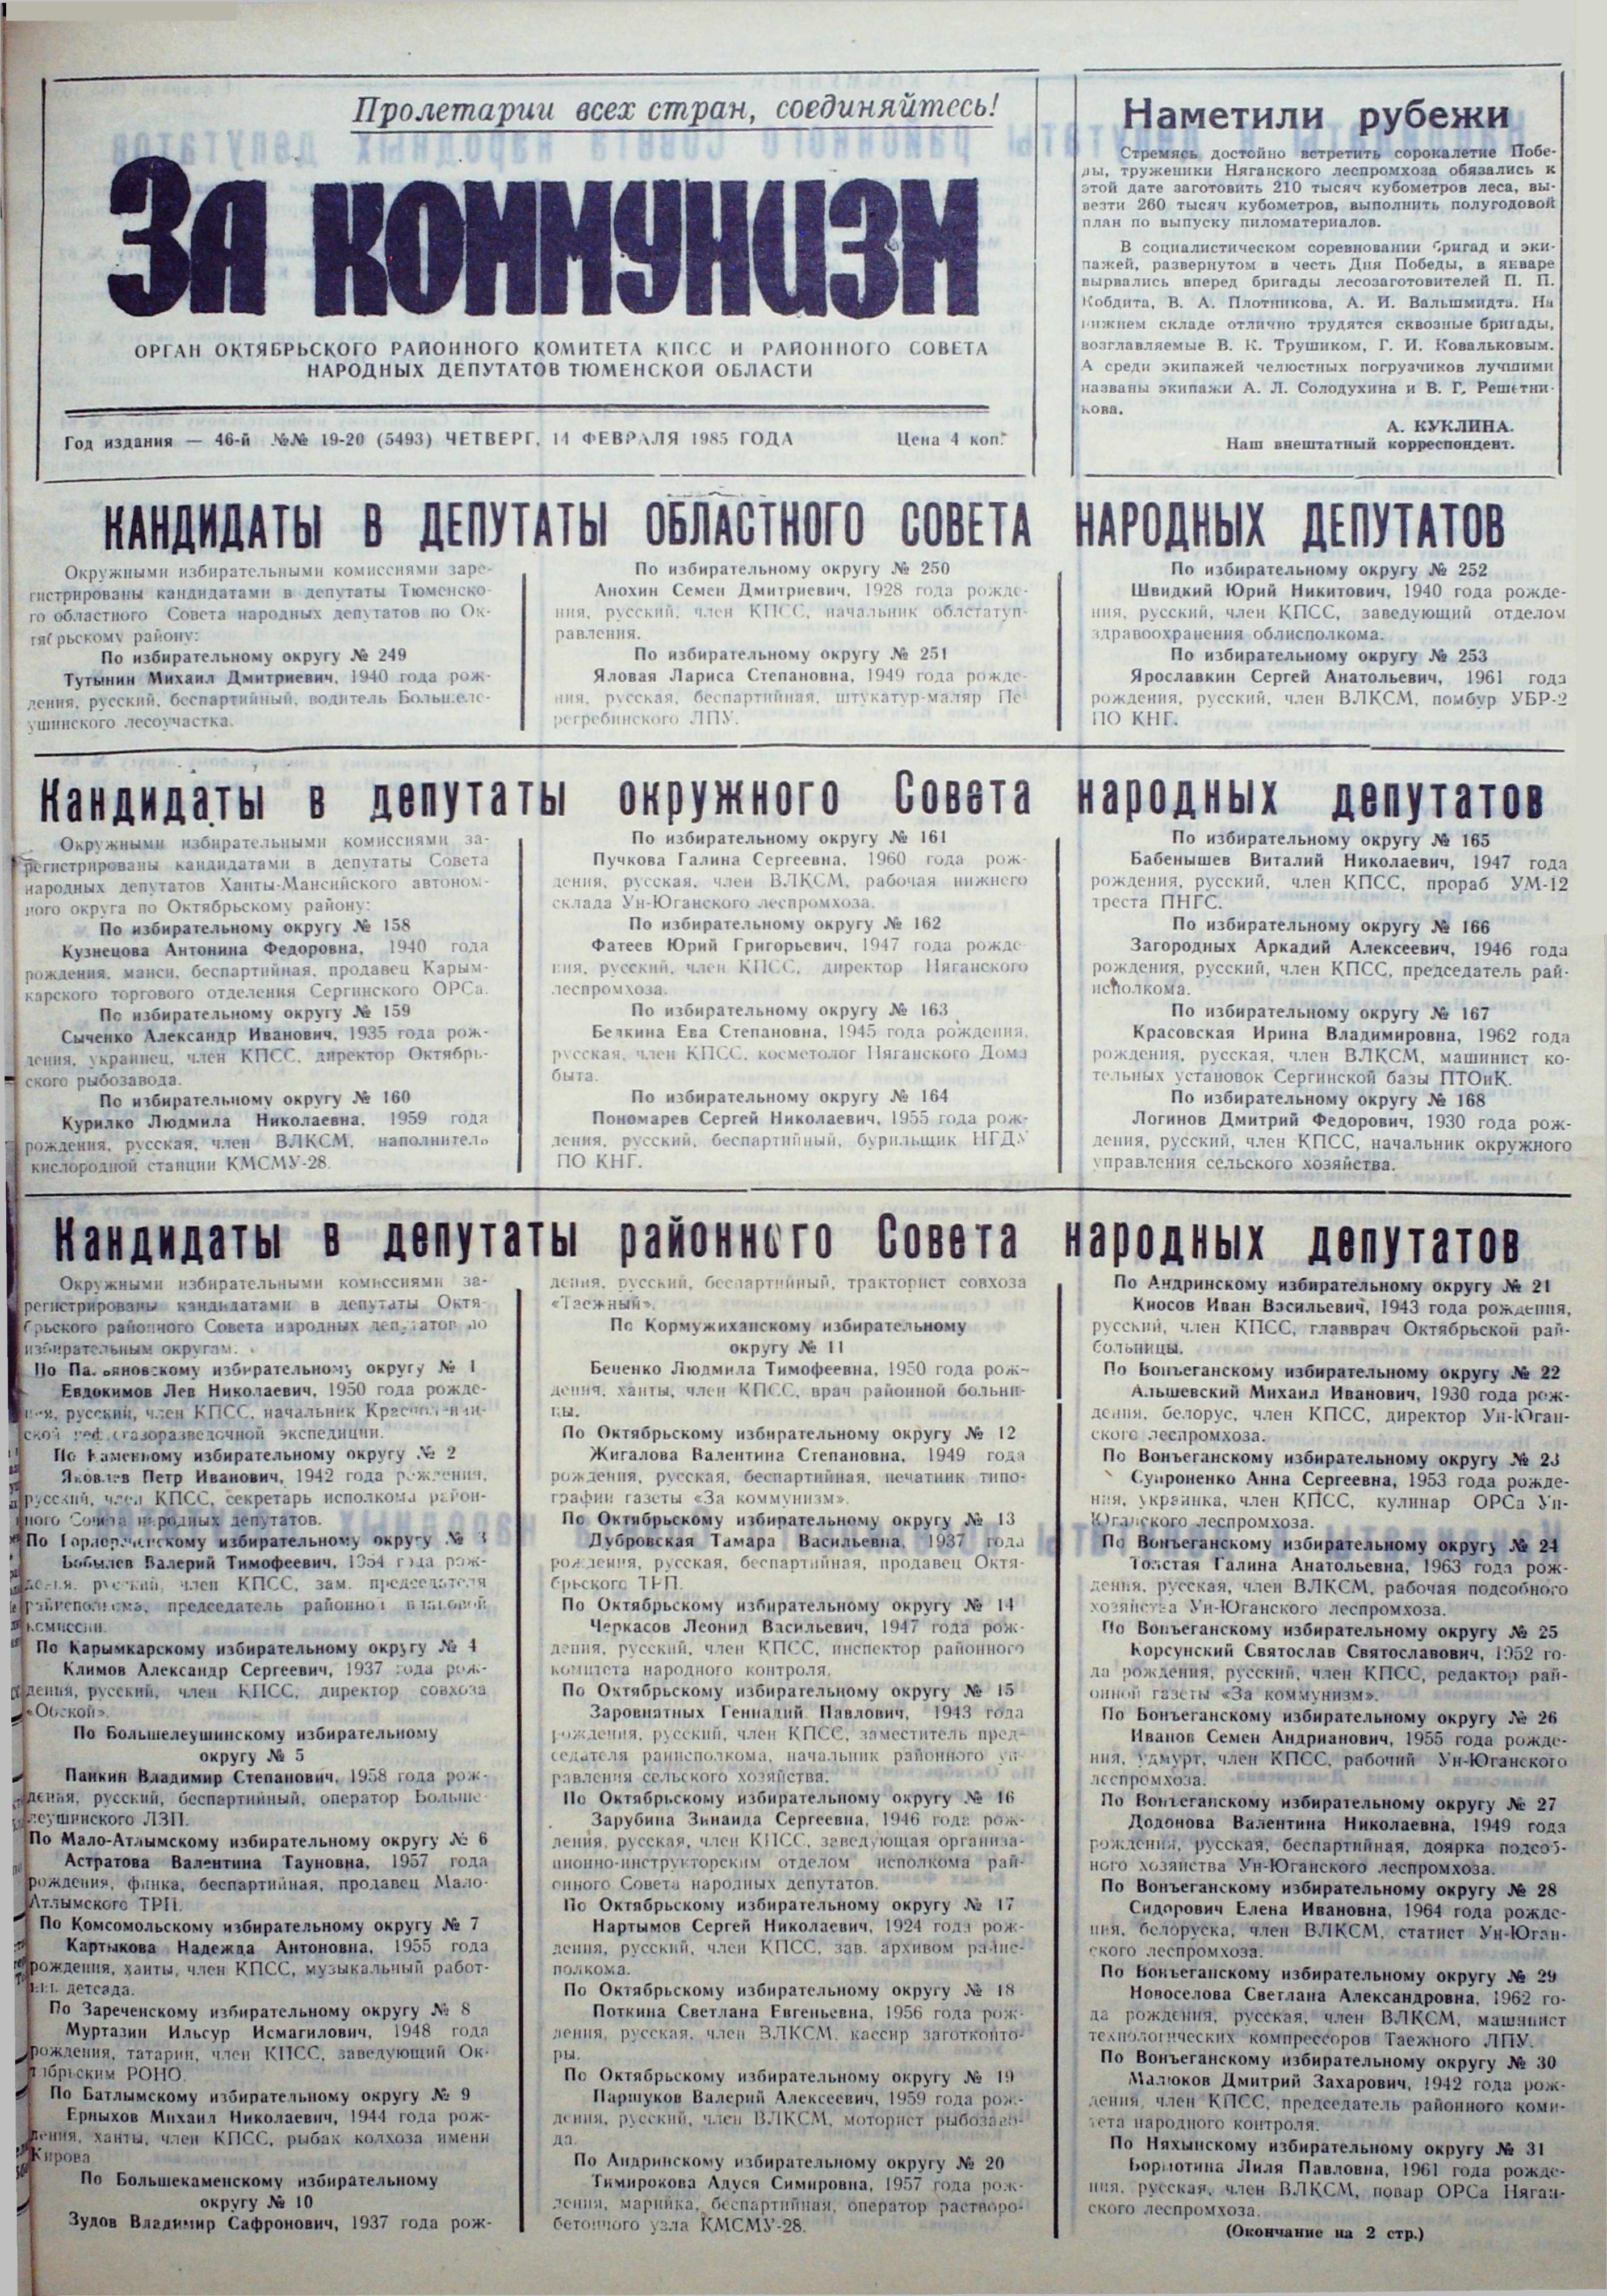 Пролетарии всех стран, соединяйтесь!
ЗА КОММУНИЗМ
ОРГАН ОКТЯБРЬСКОГО РАЙОННОГО КОМИТЕТА КПСС И РАЙОННОГО СОВЕТА
НАРОДНЫХ ДЕПУТАТОВ ТЮМЕНСКОЙ ОБЛАСТИ
Год издания — 46-й №№ 19-20 (5493) ЧЕТВЕРГ, 14 ФЕВРАЛЯ 1985 ГОДА Цена 4 коп.
Наметили рубежи
Стремясь достойно встретить сорокалетие Побе-
ды, труженики Няганского леспромхоза обязались к
этой дате заготовить 210 тысяч кубометров леса, вы-
везти 260 тысяч кубометров, выполнить полугодовой
план по выпуску пиломатериалов.
В социалистическом соревновании бригад и эки-
пажей, развернутом в честь Дня Победы, в январе
вырвались вперед бригады лесозаготовителей П. П.
Кобдита, В. А. Плотникова, А. И. Вальшмидта. На
нижнем складе отлично трудятся сквозные бригады,
возглавляемые В. К. Трушиком, Г. И. Ковальковым.
А среди экипажей челюстных погрузчиков лучшими
названы экипажи А. Л. Солодухина и В. Г. Решетни-
кова.
А. КУКЛИНА.
Наш внештатный корреспондент.
КАНДИДАТЫ В ДЕПУТАТЫ ОБЛАСТНОГО СОВЕТА НАРОДНЫХ ДЕПУТАТОВ
Окружными избирательными комиссиями заре-
гистрированы кандидатами в депутаты Тюменско-
го областного Совета народных депутатов по Ок-
тябрьскому району:
По избирательному округу № 249
Тутынин Михаил Дмитриевич, 1940 года рож-
дения, русский, беспартийный, водитель Большеле-
ушинского лесоучастка.
По избирательному округу № 250
Анохин Семен Дмитриевич, 1928 года рожде-
ния, русский, член КПСС, начальник облстатуп-
равления.
По избирательному округу № 251
Яловая Лариса Степановна, 1949 года рожде-
ния, русская, беспартийная, штукатур-маляр Пе-
регребинского ЛПУ.
По избирательному округу № 252
Швидкий Юрий Никитович, 1940 года рожде-
ния, русский, член КПСС, заведующий отделом
здравоохранения облисполкома.
По избирательному округу № 253
Ярославкин Сергей Анатольевич, 1961 года
рождения, русский, член ВЛКСМ, помбур УБР-2
ПО КНГ.
Кандидаты в депутаты окружного Совета народных депутатов
Окружными избирательными комиссиями за-
регистрированы кандидатами в депутаты Совета
народных депутатов Ханты-Мансийского автоном-
ного округа по Октябрьскому району:
По избирательному округу № 158
Кузнецова Антонина Федоровна, 1940 года
рождения, манси, беспартийная, продавец Карым-
карского торгового отделения Сергинского ОРСа.
По избирательному округу № 159
Сыченко Александр Иванович, 1935 года рож-
дения, украинец, член КПСС, директор Октябрь-
ского рыбозавода.
По избирательному округу № 160
Курилко Людмила Николаевна, 1959 года
рождения, русская, член ВЛКСМ, наполнитель
кислородной станции КМСМУ-28.
По избирательному округу № 161
Пучкова Галина Сергеевна, 1960 года рож-
дения, русская, член ВЛКСМ, рабочая нижнего
склада Ун-Юганского леспромхоза.
По избирательному округу № 162
Фатеев Юрий Григорьевич, 1947 года рожде-
ния, русский, член КПСС, директор Няганского
леспромхоза.
По избирательному округу № 163
Белкина Ева Степановна, 1945 года рождения,
русская, член КПСС, косметолог Няганского Дома
быта.
По избирательному округу № 164
Пономарев Сергей Николаевич, 1955 года рож-
дения, русский, беспартийный, бурильщик НГДУ
ПО КНГ.
По избирательному округу № 165
Бабенышев Виталий Николаевич, 1947 года
рождения, русский, член КПСС, прораб УМ-12
треста ПНГС.
По избирательному округу № 166
Загородных Аркадий Алексеевич, 1946 года
рождения, русский, член КПСС, председатель рай-
исполкома.
По избирательному округу № 167
Красовская Ирина Владимировна, 1962 года
рождения, русская, член ВЛКСМ, машинист ко-
тельных установок Сергинской базы ПТОиК.
По избирательному округу № 168
Логинов Дмитрий Федорович, 1930 года рож-
дения, русский, член КПСС, начальник окружного
управления сельского хозяйства.
Кандидаты в депутаты районного Совета народных депутатов
Окружными избирательными комиссиями за-
регистрированы кандидатами в депутаты Октя-
брьского районного Совета народных депутатов по
избирательным округам.
По избирательному округу № 1
Евдокимов Лев Николаевич, 1950 года рожде-
ния, русский, член КПСС, начальник
ской нефтегазоразведочной экспедиции.
По Каменному избирательному округу № 2
Яковлев Петр Иванович, 1942 года рождения,
русский, член КПСС, секретарь исполкома район-
ного Совета народных депутатов.
По избирательному округу № 3
Бобылев Валерий Тимофеевич, 1954 года рож-
дения, русский, член КПСС, зам. председателя
райисполкома, председатель районной плановой
комиссии.
По Карымкарскому избирательному округу № 4
Климов Александр Сергеевич, 1937 года рож-
дения, русский, член КПСС, директор совхоза
«Обской».
По Большелеушинскому избирательному
округу № 5
Панкин Владимир Степанович, 1958 года рож-
дения, русский, беспартийный, оператор Больше-
леушинского ЛЗП.
По Мало-Атлымскому избирательному округу № 6
Астратова Валентина Тауновна, 1957 года
рождения, финка, беспартийная, продавец Мало-
Атлымского ТРП.
По Комсомольскому избирательному округу № 7
Картыкова Надежда Антоновна, 1955 года
рождения, ханты, член КПСС, музыкальный работ-
ник детсада.
По Зареченскому избирательному округу № 8
Муртазин Ильсур Исмагилович, 1948 года
рождения, татарин, член КПСС, заведующий Ок-
тябрьским РОНО.
По Батлымскому избирательному округу № 9
Ерныхов Михаил Николаевич, 1944 года рож-
дения, ханты, член КПСС, рыбак колхоза имени
Кирова.
По Большекаменскому избирательному
округу № 10
Зудов Владимир Сафронович, 1937 года рож-
дения, русский, беспартийный, тракторист совхоза
«Таежный».
По Кормужиханскому избирательному
округу № 11
Беценко Людмила Тимофеевна, 1950 года рож-
дения, ханты, член КПСС, врач районной больни-
цы.
По Октябрьскому избирательному округу № 12
Жигалова Валентина Степановна, 1949 года
рождения, русская, беспартийная, печатник типо-
графии газеты «За коммунизм».
По Октябрьскому избирательному округу № 13
Дубровская Тамара Васильевна, 1937 года
рождения, русская, беспартийная, продавец Октя-
брьского ТРП.
По Октябрьскому избирательному округу № 14
Черкасов Леонид Васильевич, 1947 года рож-
дения, русский, член КПСС, инспектор районного
комитета народного контроля.
По Октябрьскому избирательному округу № 15
Заровнятных Геннадий Павлович, 1943 года
рождения, русский, член КПСС, заместитель пред-
седателя райисполкома, начальник районного уп-
равления сельского хозяйства.
По Октябрьскому избирательному округу № 16
Зарубина Зинаида Сергеевна, 1946 года рож-
дения, русская, член КПСС, заведующая организа-
ционно-инструкторским отделом исполкома рай-
онного Совета народных депутатов.
По Октябрьскому избирательному округу № 17
Нартымов Сергей Николаевич, 1924 года рож-
дения, русский, член КПСС, зав. архивом райис-
полкома.
По Октябрьскому избирательному округу № 18
Поткина Светлана Евгеньевна, 1956 года рож-
дения, русская, член ВЛКСМ, кассир заготконто-
ры.
По Октябрьскому избирательному округу № 19
Паршуков Валерий Алексеевич, 1959 года рож-
дения, русский, член ВЛКСМ, моторист рыбозаво-
да.
По Андринскому избирательному округу № 20
Тимирокова Адуся Симировна, 1957 года рож-
дения, марийка, беспартийная, оператор растворо-
бетонного узла КМСМУ-28.
По Андринскому избирательному округу № 21
Киосов Иван Васильевич, 1943 года рождения,
русский, член КПСС, главврач Октябрьской рай-
больницы.
По Вонъеганскому избирательному округу № 22
Альшевский Михаил Иванович, 1930 года рож-
дения, белорус, член КПСС, директор Ун-Юган-
ского леспромхоза.
По Вонъеганскому избирательному округу № 23
Супроненко Анна Сергеевна, 1953 года рожде-
ния, украинка, член КПСС, кулинар ОРСа Ун-
Юганского леспромхоза.
По Вонъеганскому избирательному округу № 24
Толстая Галина Анатольевна, 1963 года рож-
дения, русская, член ВЛКСМ, рабочая подсобного
хозяйства Ун-Юганского леспромхоза.
По Вонъеганскому избирательному округу № 25
Корсунский Святослав Святославович, 1952 го-
да рождения, русский, член КПСС, редактор рай-
онной газеты «За коммунизм».
По Вонъеганскому избирательному округу № 26
Иванов Семен Андрианович, 1955 года рожде-
ния, удмурт, член КПСС, рабочий Ун-Юганского
леспромхоза.
По Вонъеганскому избирательному округу № 27
Додонова Валентина Николаевна, 1949 года
рождения, русская, беспартийная, доярка подсоб-
ного хозяйства Ун-Юганского леспромхоза.
По Вонъеганскому избирательному округу № 28
Сидорович Елена Ивановна, 1964 года рожде-
ния, белоруска, член ВЛКСМ, статист Ун-Юган-
ского леспромхоза.
По Вонъеганскому избирательному округу № 29
Новоселова Светлана Александровна, 1962 го-
да рождения, русская, член ВЛКСМ, машинист
технологических компрессоров Таежного ЛПУ.
По Вонъеганскому избирательному округу № 30
Малюков Дмитрий Захарович, 1942 года рож-
дения, член КПСС, председатель районного коми-
тета народного контроля.
По Няхынскому избирательному округу № 31
Бормотина Лиля Павловна, 1961 года рожде-
ния, русская, член ВЛКСМ, повар ОРСа Няган-
ского леспромхоза.
(Окончание на 2 стр.)